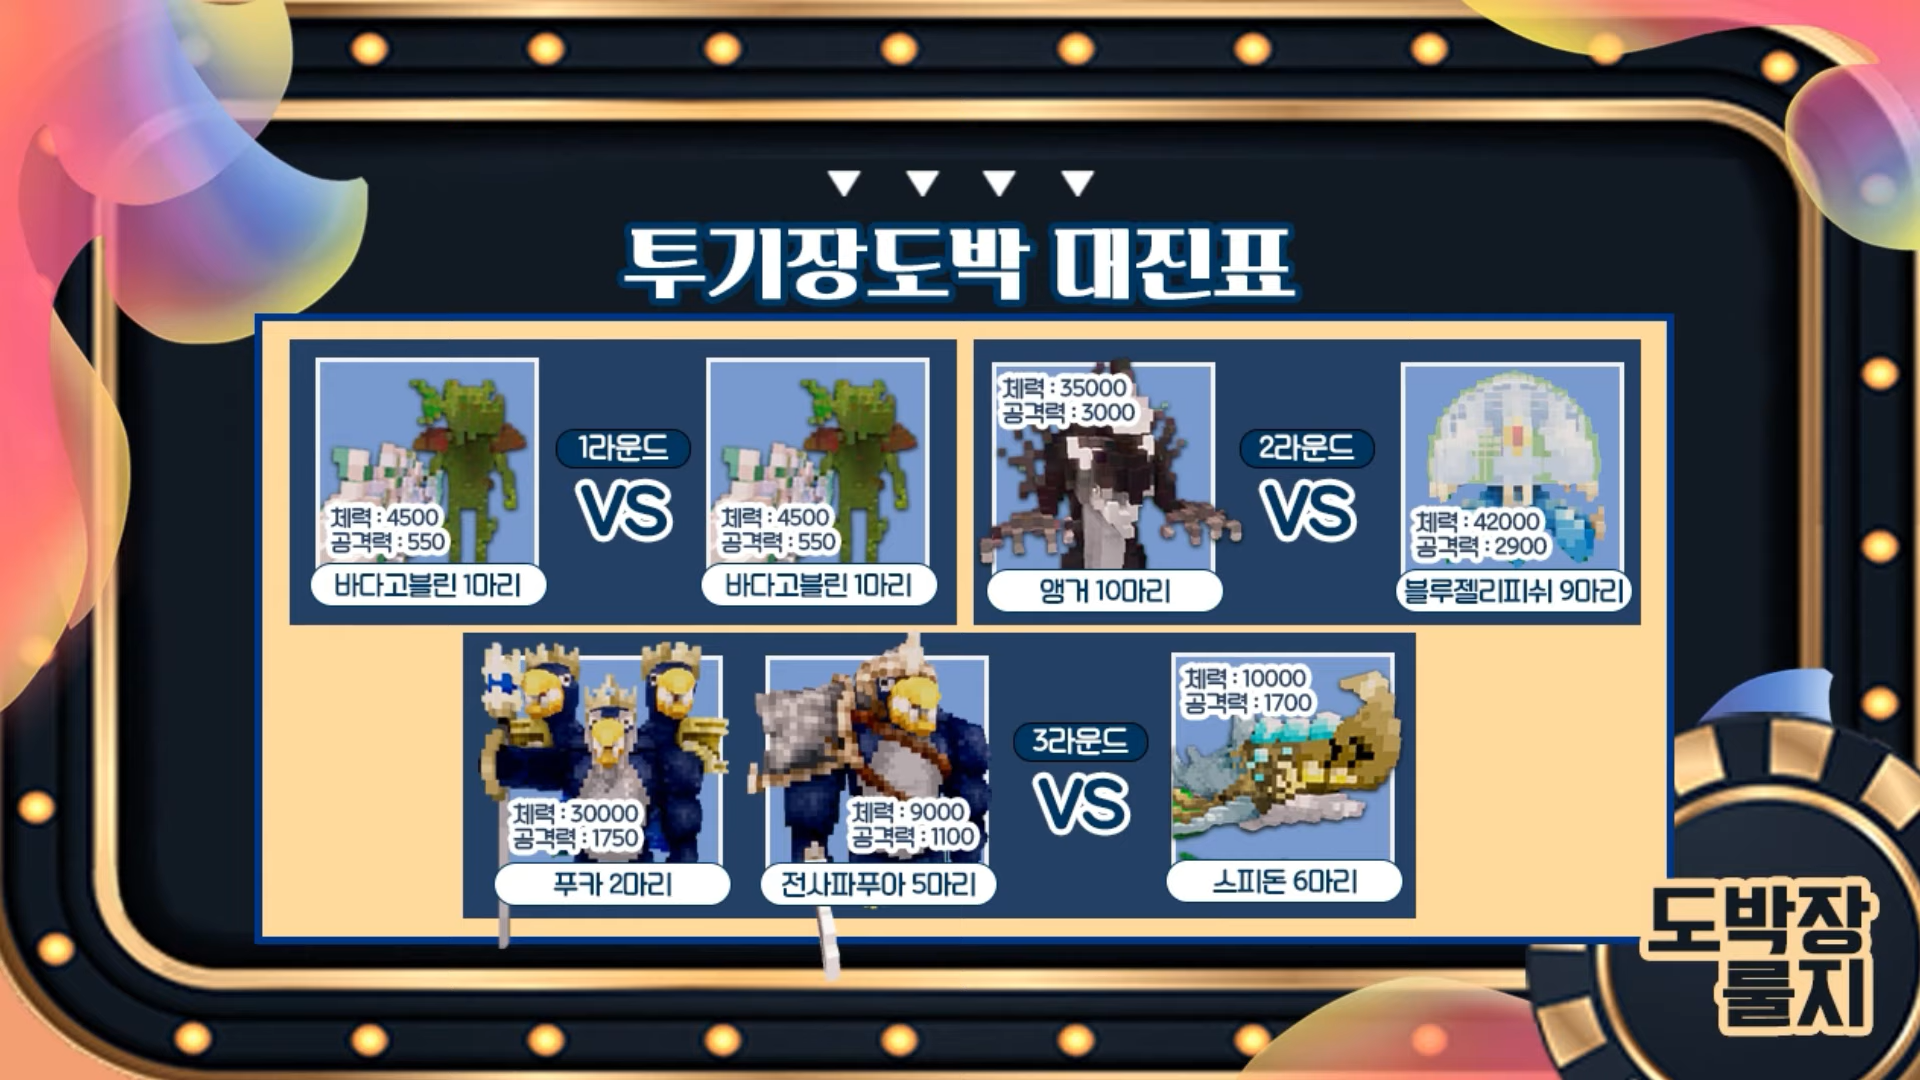 투기장도박 대진표
체력 : 4500
공격력 : 550
바다고블린 1마리
1라운드
VS
체력 : 4500
공격력 : 550
바다고블린 1마리
체력 : 35000
공격력 : 3000
앵거 10마리
2라운드
VS
체력 : 42000
공격력 : 2900
블루젤리피쉬 9마리
체력 : 30000
공격력 : 1750
푸카 2마리
체력 : 9000
공격력 : 1100
전사파푸아 5마리
3라운드
VS
체력 : 10000
공격력 : 1700
스피돈 6마리
도박장
룰지